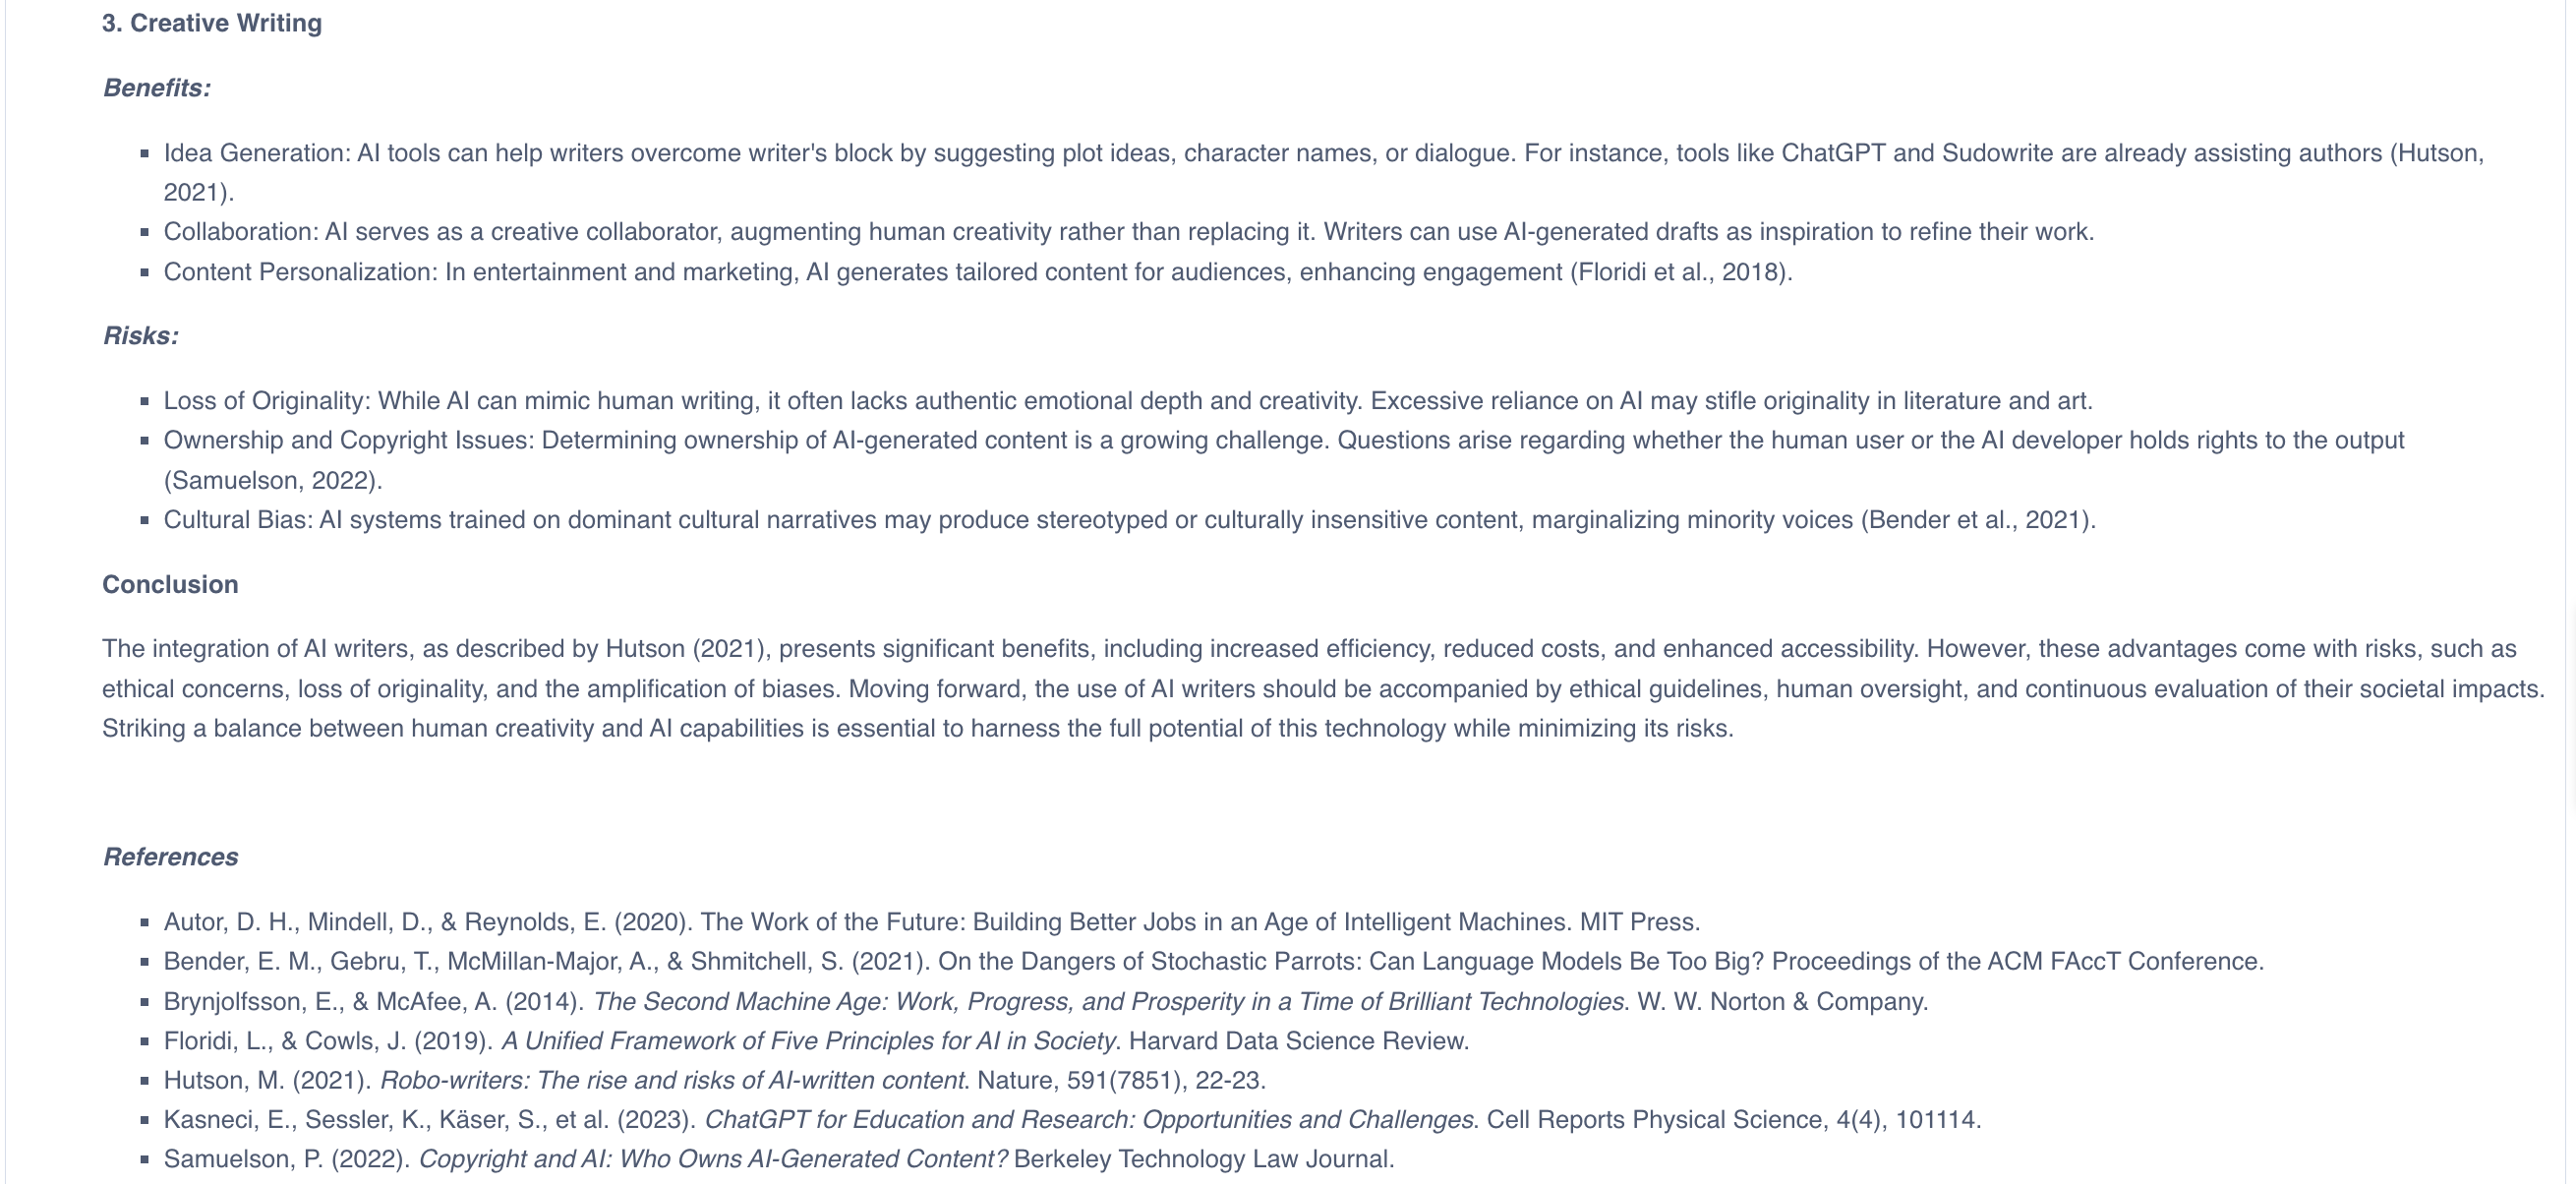 3. Creative Writing
Benefits:
Idea Generation: AI tools can help writers overcome writer's block by suggesting plot ideas, character names, or dialogue. For instance, tools like ChatGPT and Sudowrite are already assisting authors (Hutson,
2021).
Collaboration: AI serves as a creative collaborator, augmenting human creativity rather than replacing it. Writers can use AI-generated drafts as inspiration to refine their work.
Content Personalization: In entertainment and marketing, AI generates tailored content for audiences, enhancing engagement (Floridi et al., 2018).
Risks:
Loss of Originality: While AI can mimic human writing, it often lacks authentic emotional depth and creativity. Excessive reliance on AI may stifle originality in literature and art.
Ownership and Copyright Issues: Determining ownership of AI-generated content is a growing challenge. Questions arise regarding whether the human user or the AI developer holds rights to the output
(Samuelson, 2022).
Cultural Bias: AI systems trained on dominant cultural narratives may produce stereotyped or culturally insensitive content, marginalizing minority voices (Bender et al., 2021).
Conclusion
The integration of AI writers, as described by Hutson (2021), presents significant benefits, including increased efficiency, reduced costs, and enhanced accessibility. However, these advantages come with risks, such as
ethical concerns, loss of originality, and the amplification of biases. Moving forward, the use of AI writers should be accompanied by ethical guidelines, human oversight, and continuous evaluation of their societal impacts.
Striking a balance between human creativity and AI capabilities is essential to harness the full potential of this technology while minimizing its risks.
References
Autor, D. H., Mindell, D., & Reynolds, E. (2020). The Work of the Future: Building Better Jobs in an Age of Intelligent Machines. MIT Press.
Bender, E. M., Gebru, T., McMillan-Major, A., & Shmitchell, S. (2021). On the Dangers of Stochastic Parrots: Can Language Models Be Too Big? Proceedings of the ACM FAccT Conference.
Brynjolfsson, E., & McAfee, A. (2014). The Second Machine Age: Work, Progress, and Prosperity in a Time of Brilliant Technologies. W. W. Norton & Company.
Floridi, L., & Cowls, J. (2019). A Unified Framework of Five Principles for AI in Society. Harvard Data Science Review.
Hutson, M. (2021). Robo-writers: The rise and risks of AI-written content. Nature, 591(7851), 22-23.
Kasneci, E., Sessler, K., Käser, S., et al. (2023). ChatGPT for Education and Research: Opportunities and Challenges. Cell Reports Physical Science, 4(4), 101114.
Samuelson, P. (2022). Copyright and AI: Who Owns AI-Generated Content? Berkeley Technology Law Journal.